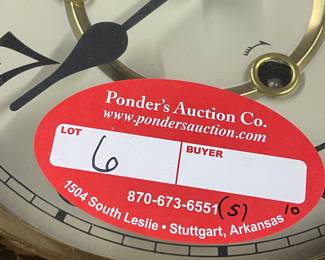 Ponder's Auction Co.
www.pondersauction.com
LOT
6
BUYER
870-673-6551
(5) 10
1504 South Leslie • Stuttgart, Arkansas